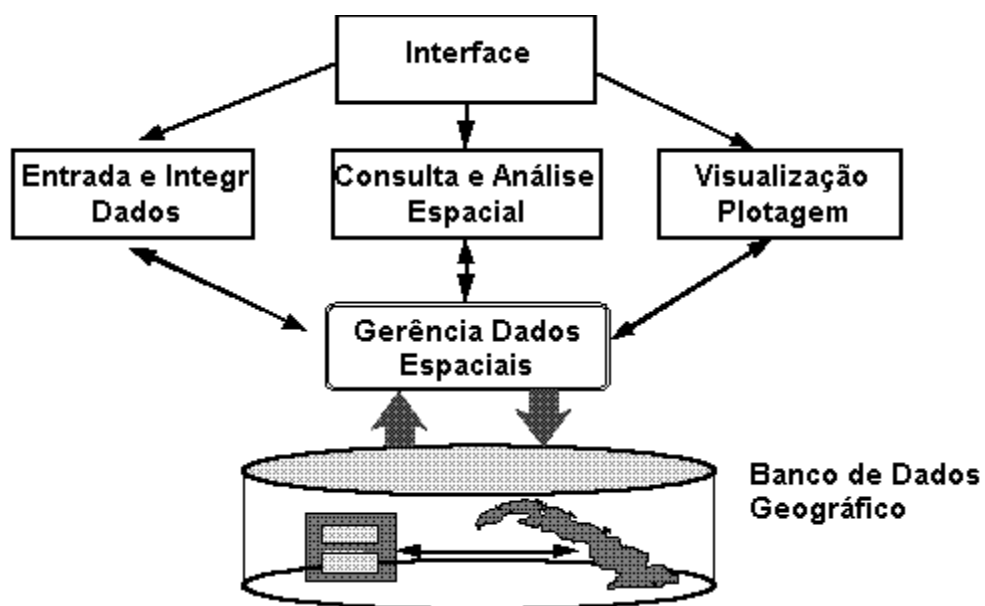 Interface
Entrada e Integr
Dados
Consulta e Análise
Espacial
Visualização
Plotagem
Gerência Dados
Espaciais
Banco de Dados
Geográfico